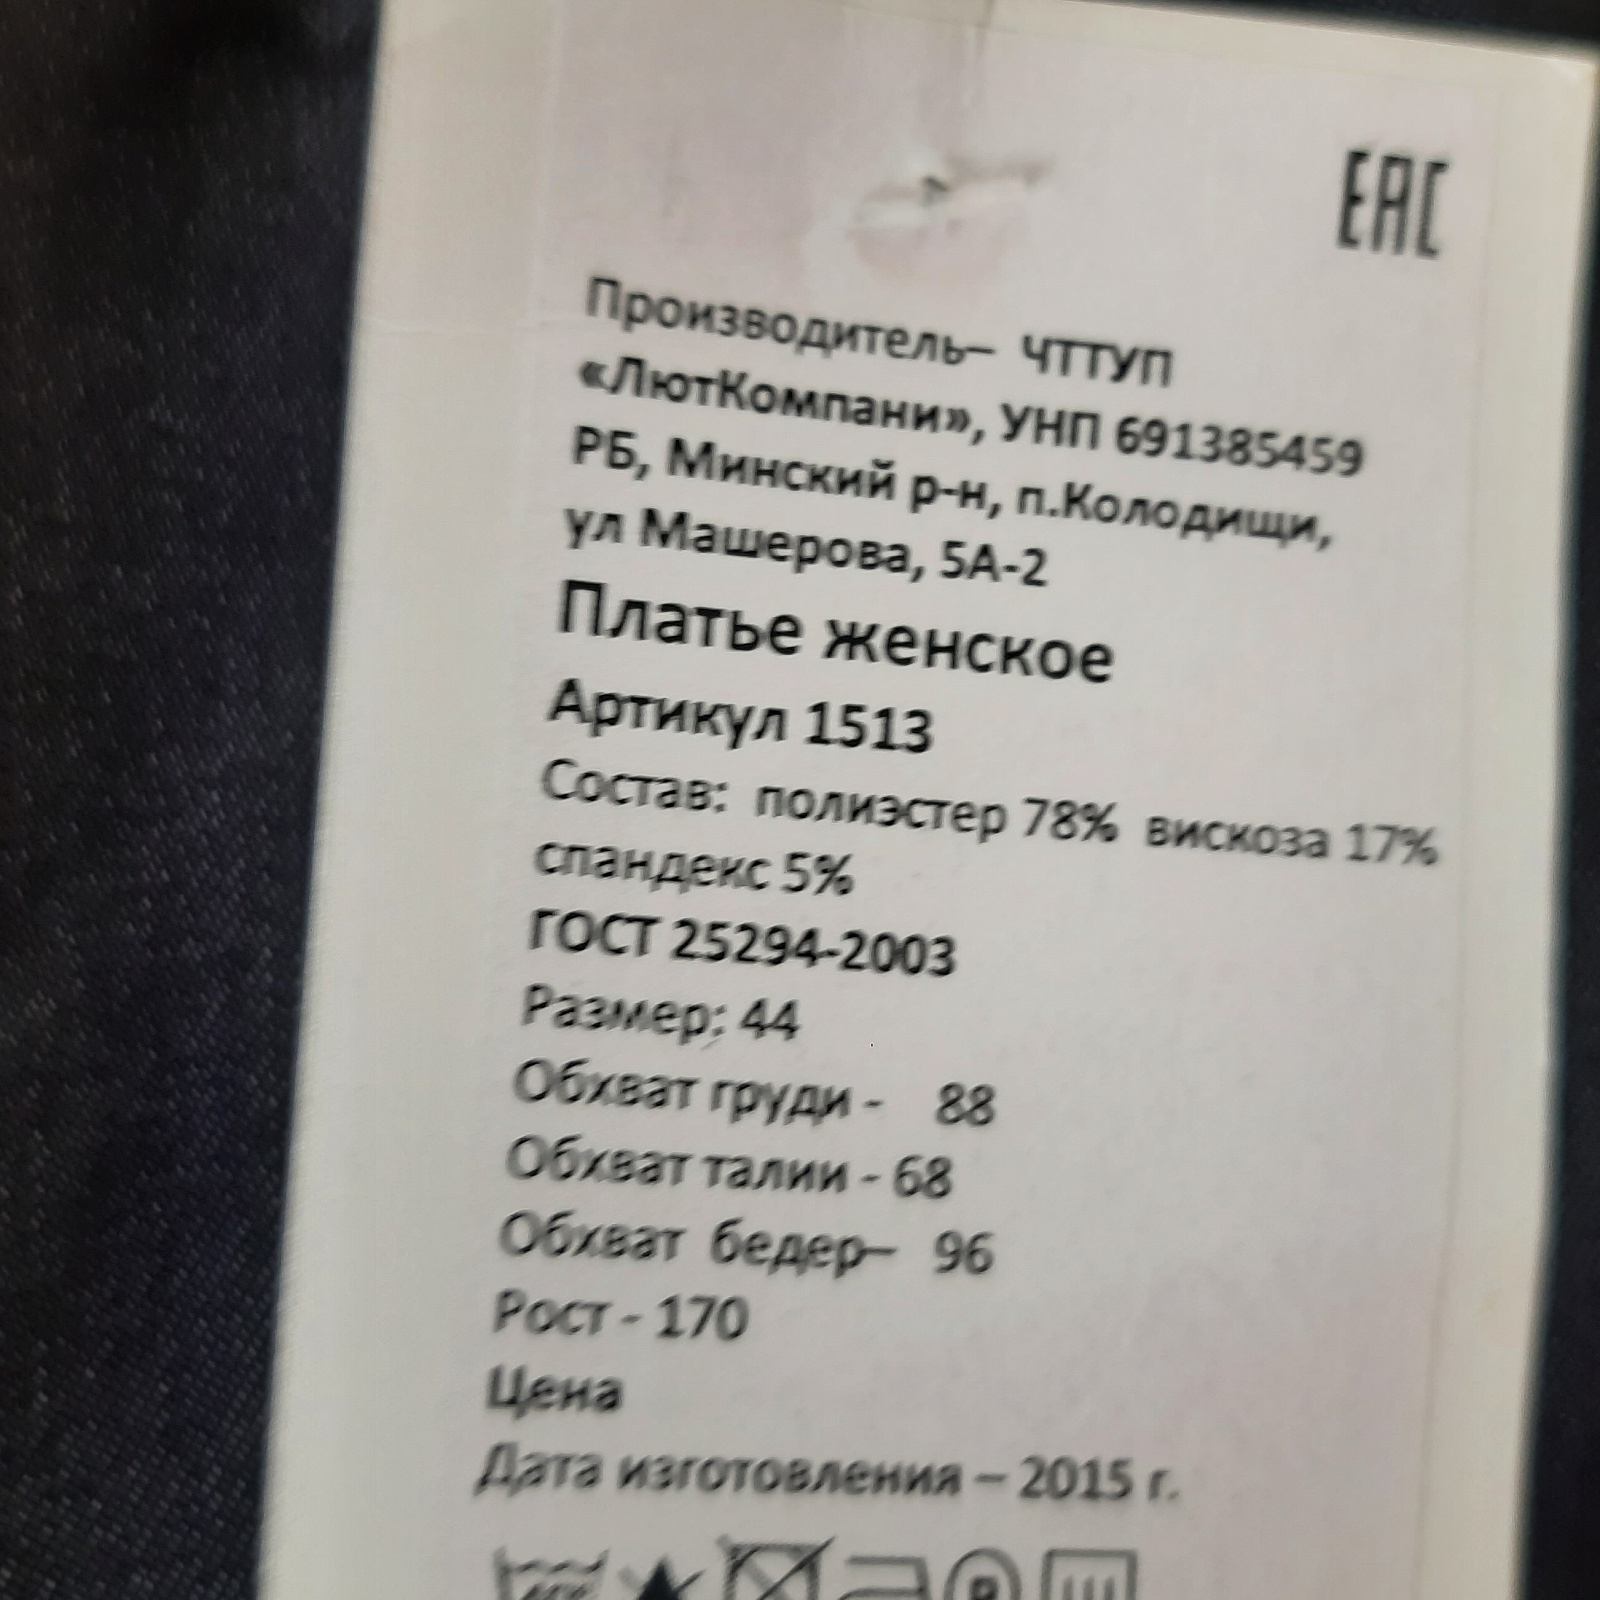 ЕАС
Производитель– ЧТТУП
«ЛютКомпани», УНП 691385459
РБ, Минский р-н, п.Колодищи,
ул Машерова, 5А-2
Платье женское
Артикул 1513
Состав: полиэстер 78% вискоза 17%
спандекс 5%
ГОСТ 25294-2003
Размер: 44
Обхват груди - 88
Обхват талии - 68
Обхват бедер– 96
Рост - 170
Цена
Дата изготовления – 2015 г.